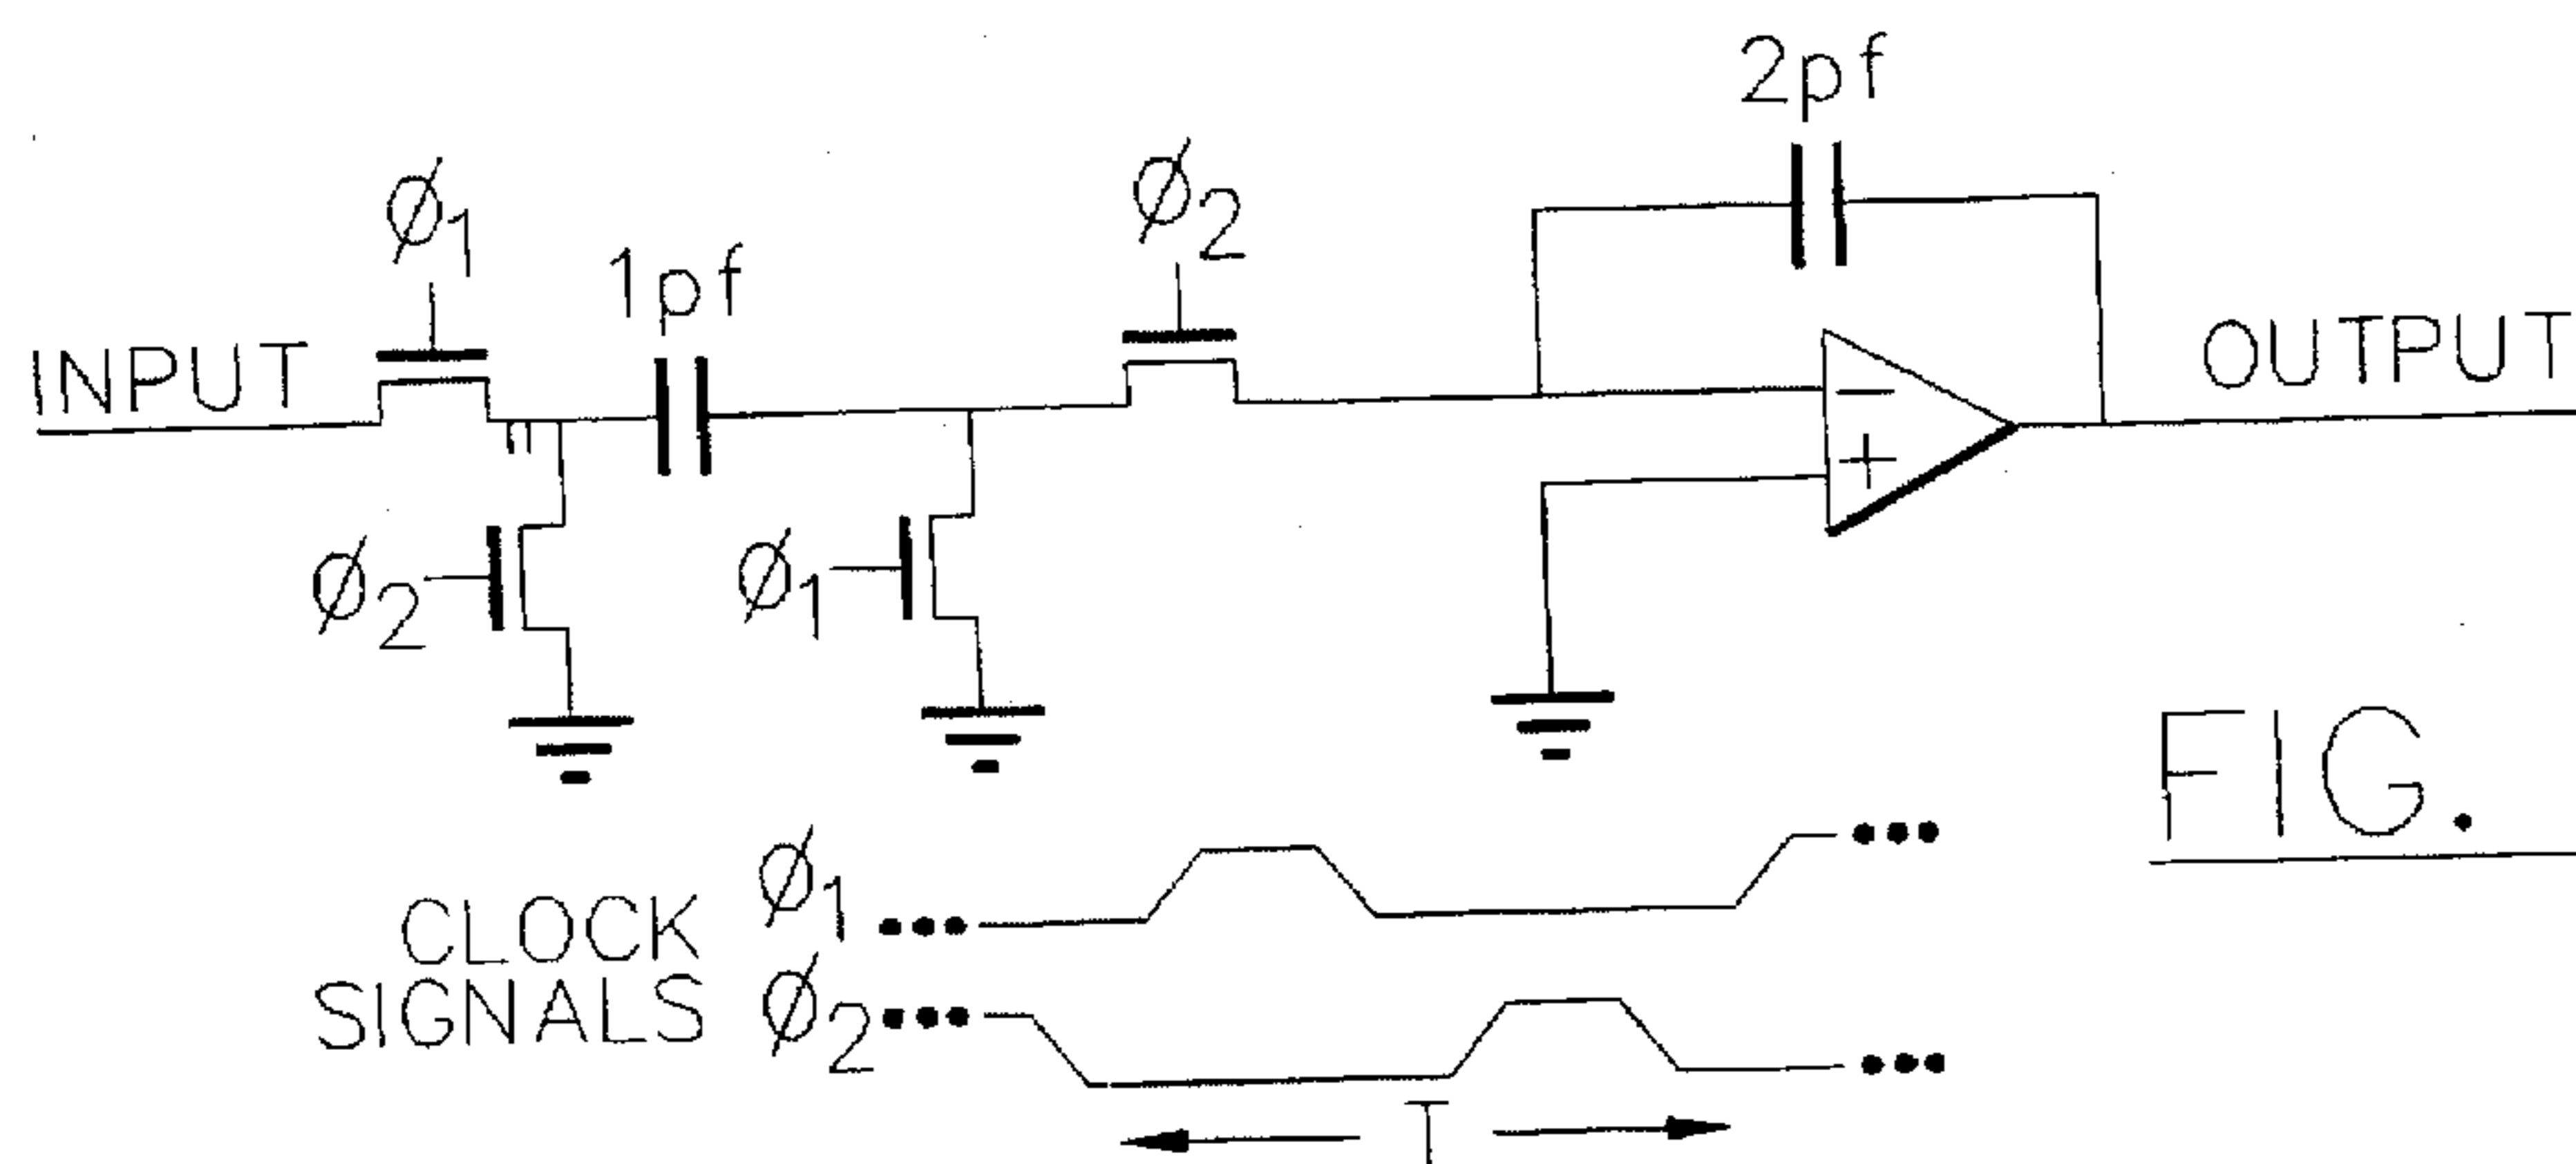 2pf
ø1
ø2
1pf
INPUT
OUTPUT
−
+
ø2
ø1
FIG.
ø1
CLOCK
SIGNALS
ø2
T